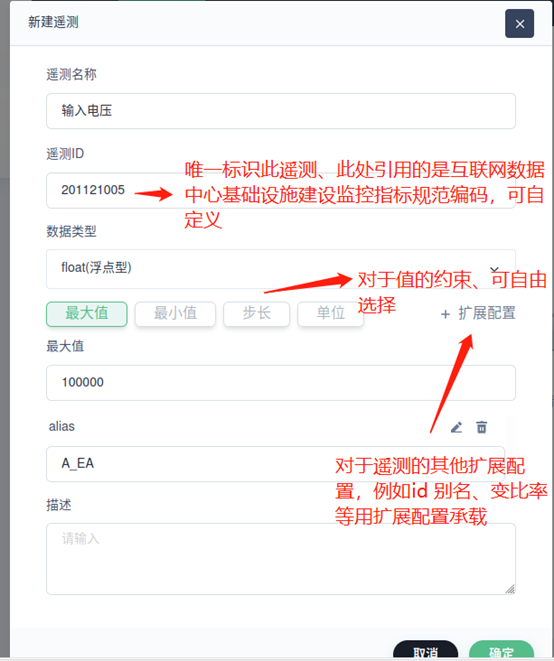 新建遥测
遥测名称
输入电压
遥测ID
201121005
唯一标识此遥测、此处引用的是互联网数据
中心基础设施建设监控指标规范编码，可自
定义
数据类型
float(浮点型)
对于值的约束、可自由
选择
最大值 最小值 步长 单位 + 扩展配置
最大值
100000
alias
A_EA
对于遥测的其他扩展配
置，例如id 别名、变比率
等用扩展配置承载
描述
请输入
取消 确定